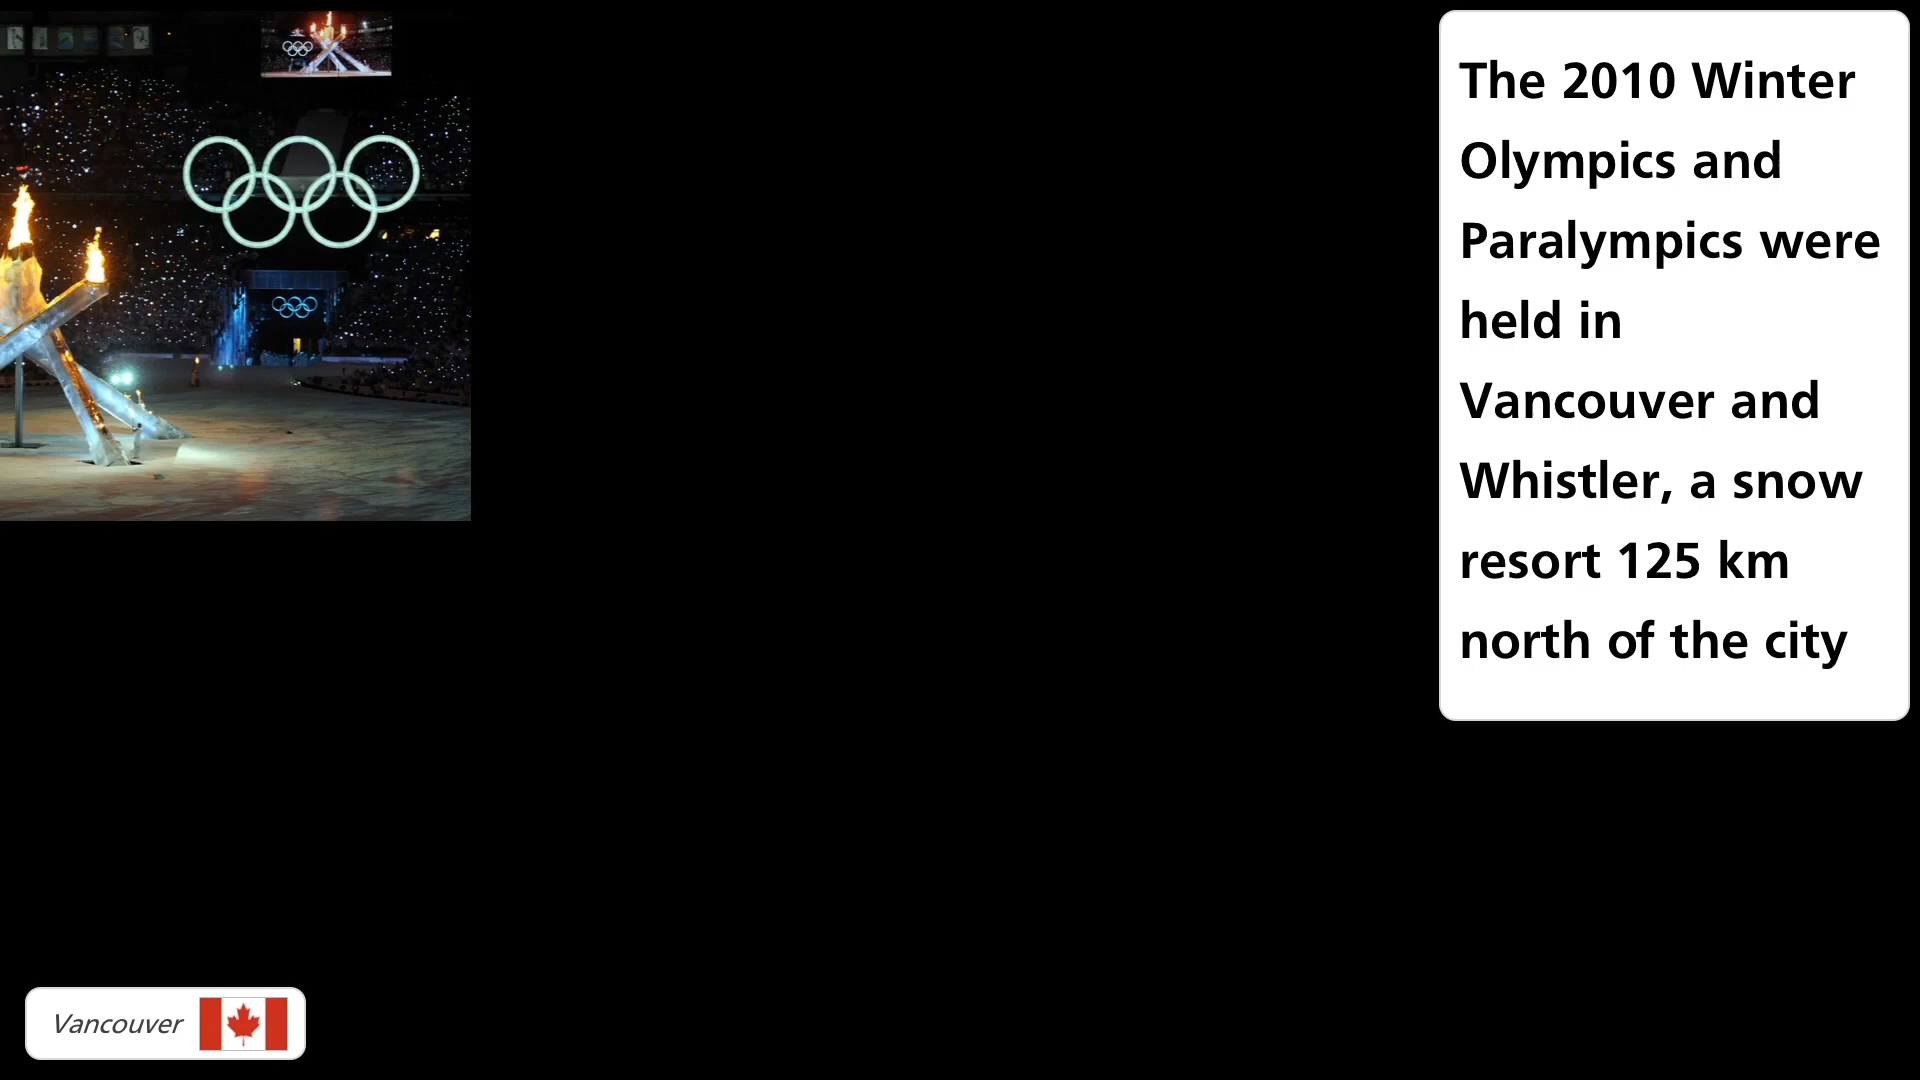 The 2010 Winter
Olympics and
Paralympics were
held in
Vancouver and
Whistler, a snow
resort 125 km
north of the city
Vancouver